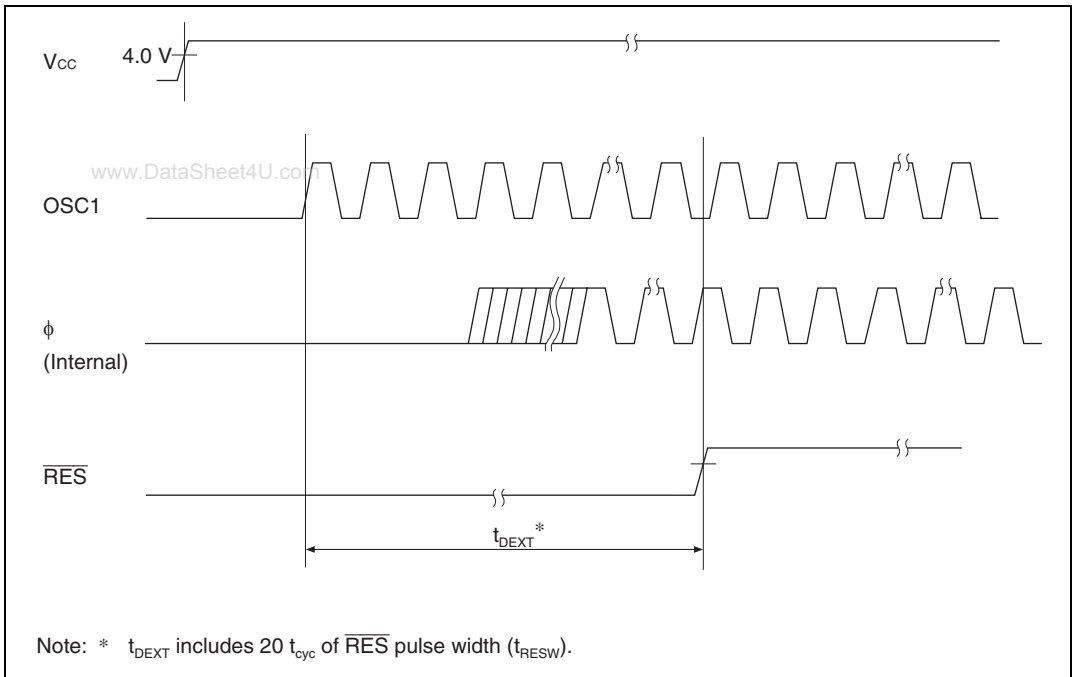 VCC 4.0 V
www.DataSheet4U.com
OSC1
ϕ
(Internal)
RES
tDEXT*
Note: * tDEXT includes 20 tcyc of RES pulse width (tRESW).